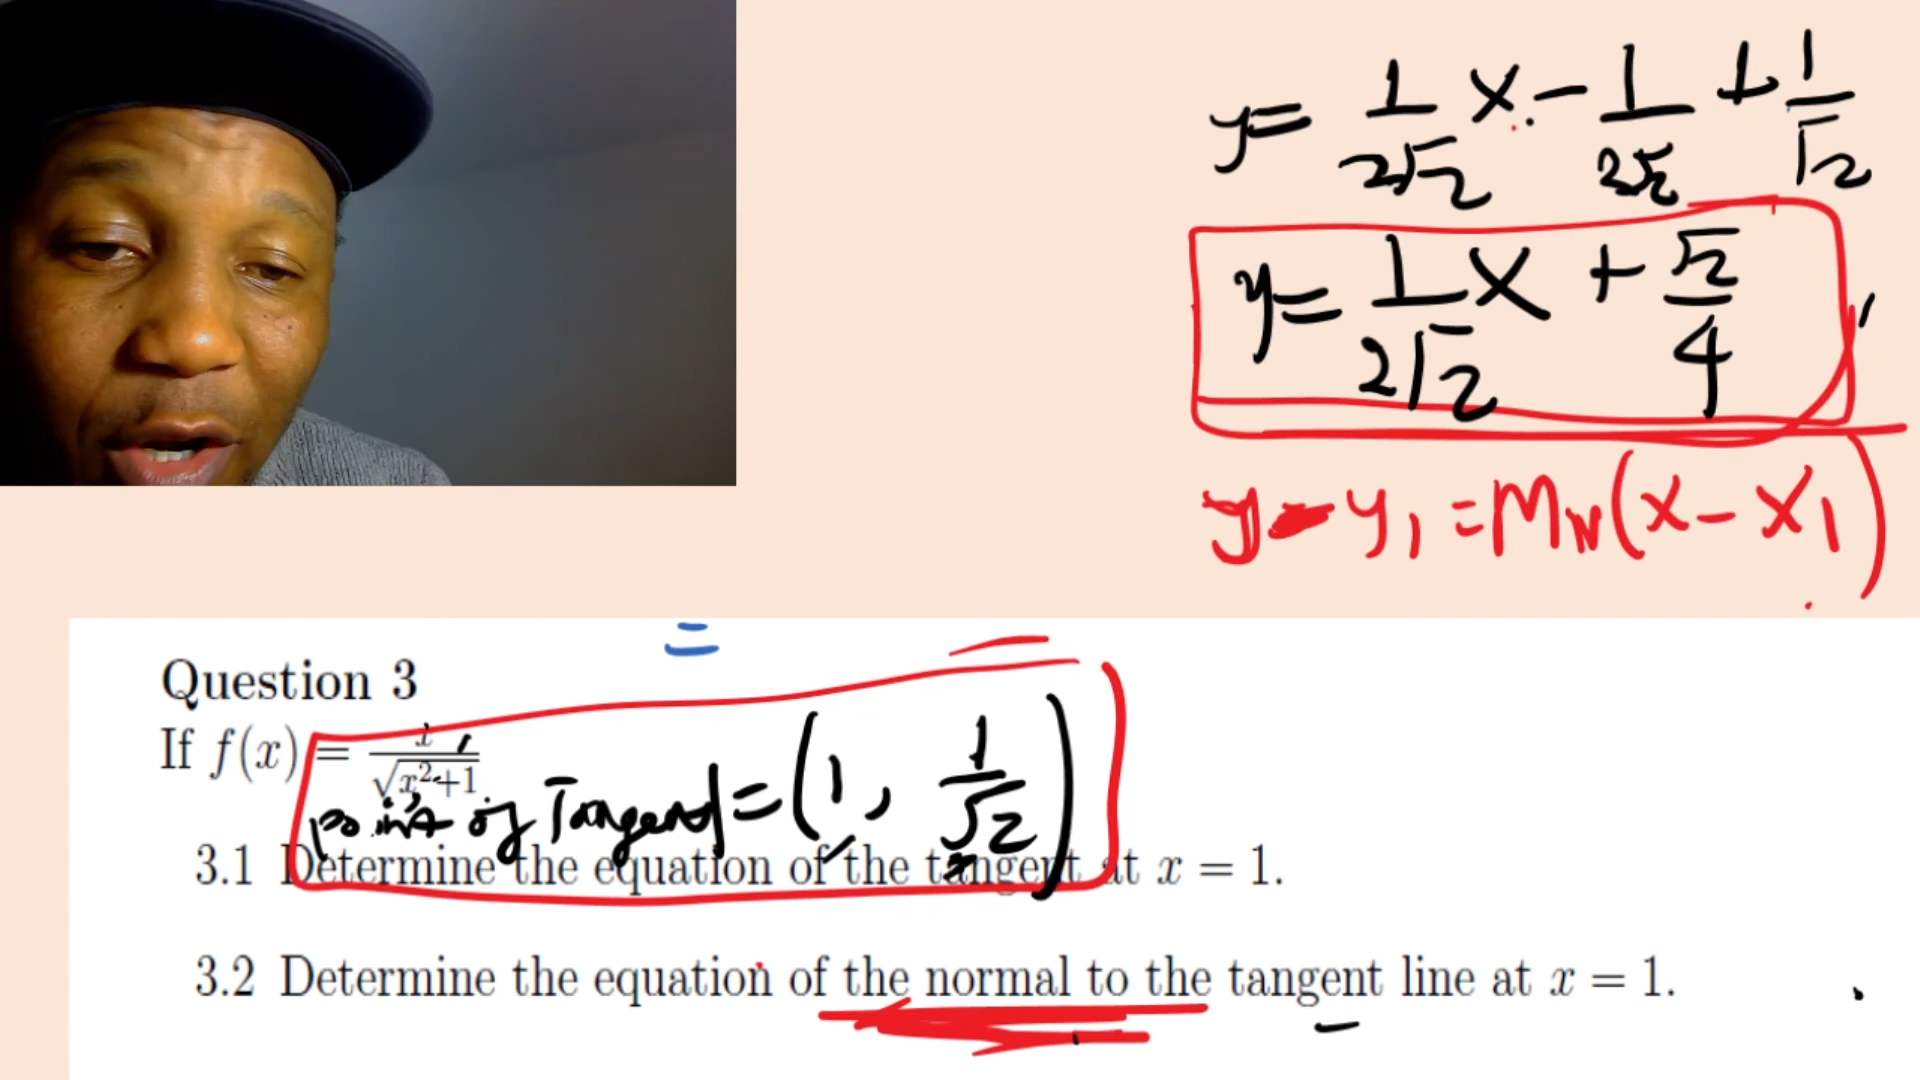 y = 1/2√2 x - 1/2√2 + 1/√2
y = 1/2√2 x + √2/4
y - y₁ = M_N(x - x₁)
=
Question 3
If f(x) = x/√x²+1.
point of Tangent = (1, 1/√2)
3.1 Determine the equation of the tangent at x = 1.
3.2 Determine the equation of the normal to the tangent line at x = 1.